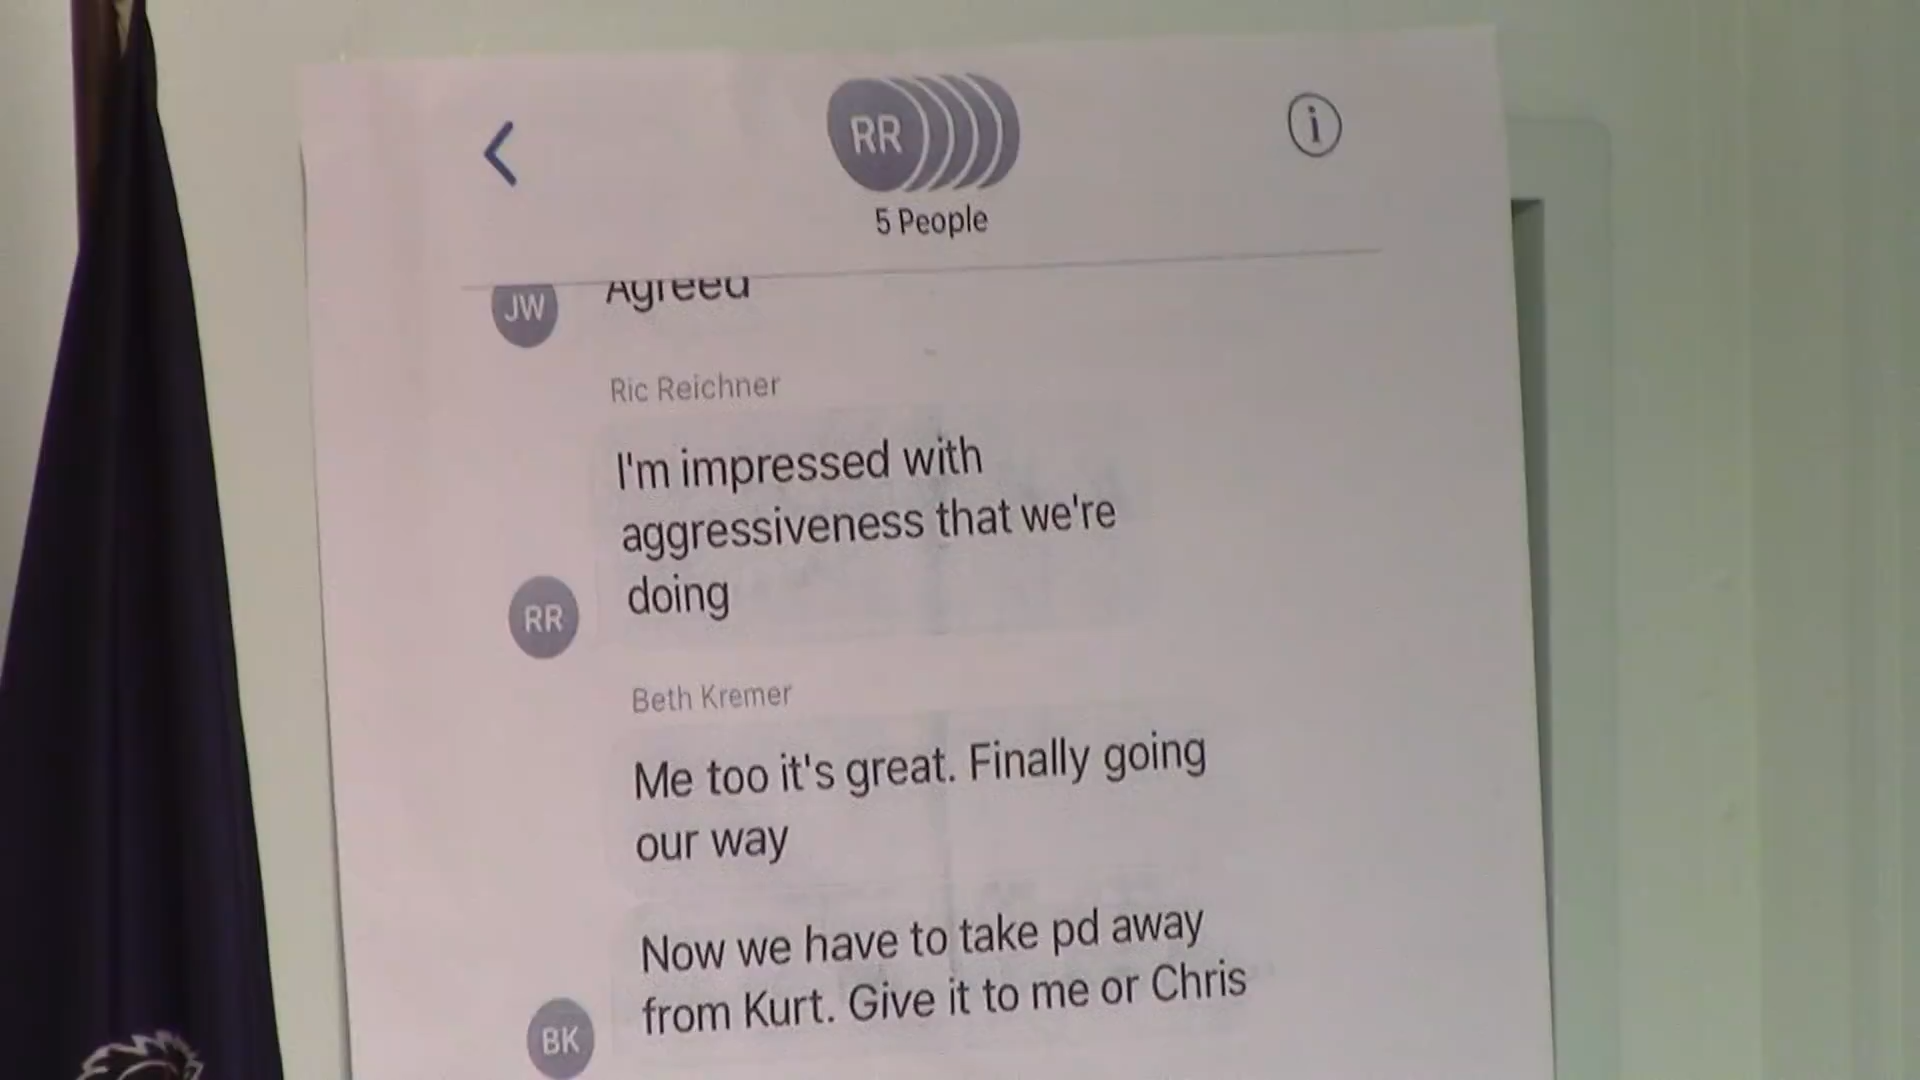 RR
5 People
JW
Agreed
Ric Reichner
I'm impressed with
aggressiveness that we're
doing
RR
Beth Kremer
Me too it's great. Finally going
our way
Now we have to take pd away
from Kurt. Give it to me or Chris
BK